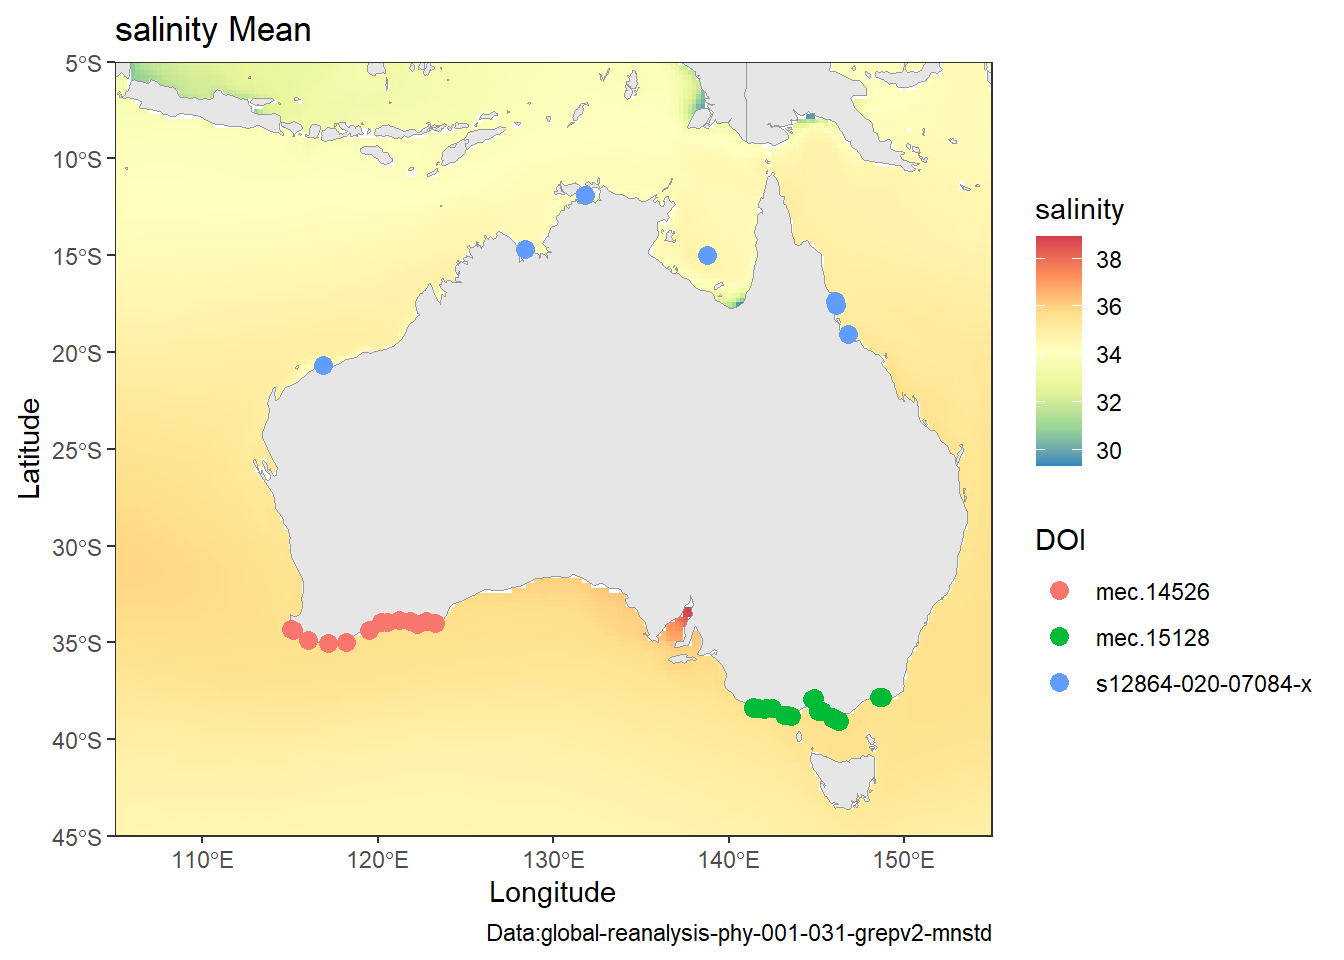 salinity Mean
5°S
10°S
15°S
20°S
25°S
30°S
35°S
40°S
45°S
Latitude
110°E
120°E
130°E
140°E
150°E
Longitude
Data:global-reanalysis-phy-001-031-grepv2-mnstd
salinity
38
36
34
32
30
DOI
mec.14526
mec.15128
s12864-020-07084-x